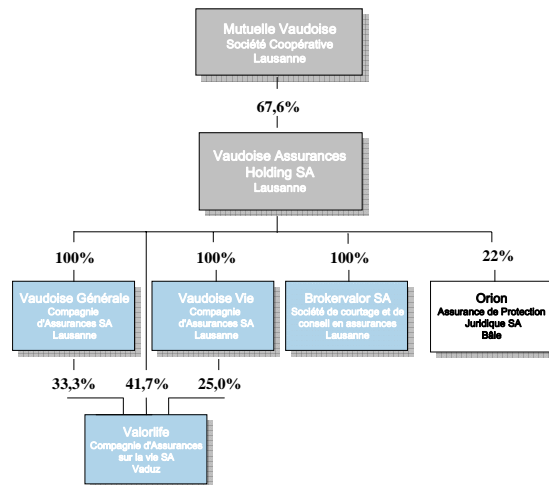 Mutuelle Vaudoise
Société Coopérative
Lausanne
67,6%
Vaudoise Assurances
Holding SA
Lausanne
100%
100%
100%
22%
Vaudoise Générale
Compagnie
d'Assurances SA
Lausanne
Vaudoise Vie
Compagnie
d'Assurances SA
Lausanne
Brokervalor SA
Société de courtage et de
conseil en assurances
Lausanne
Orion
Assurance de Protection
Juridique SA
Bâle
33,3%
41,7%
25,0%
Valorlife
Compagnie d'Assurances
sur la vie SA
Vaduz